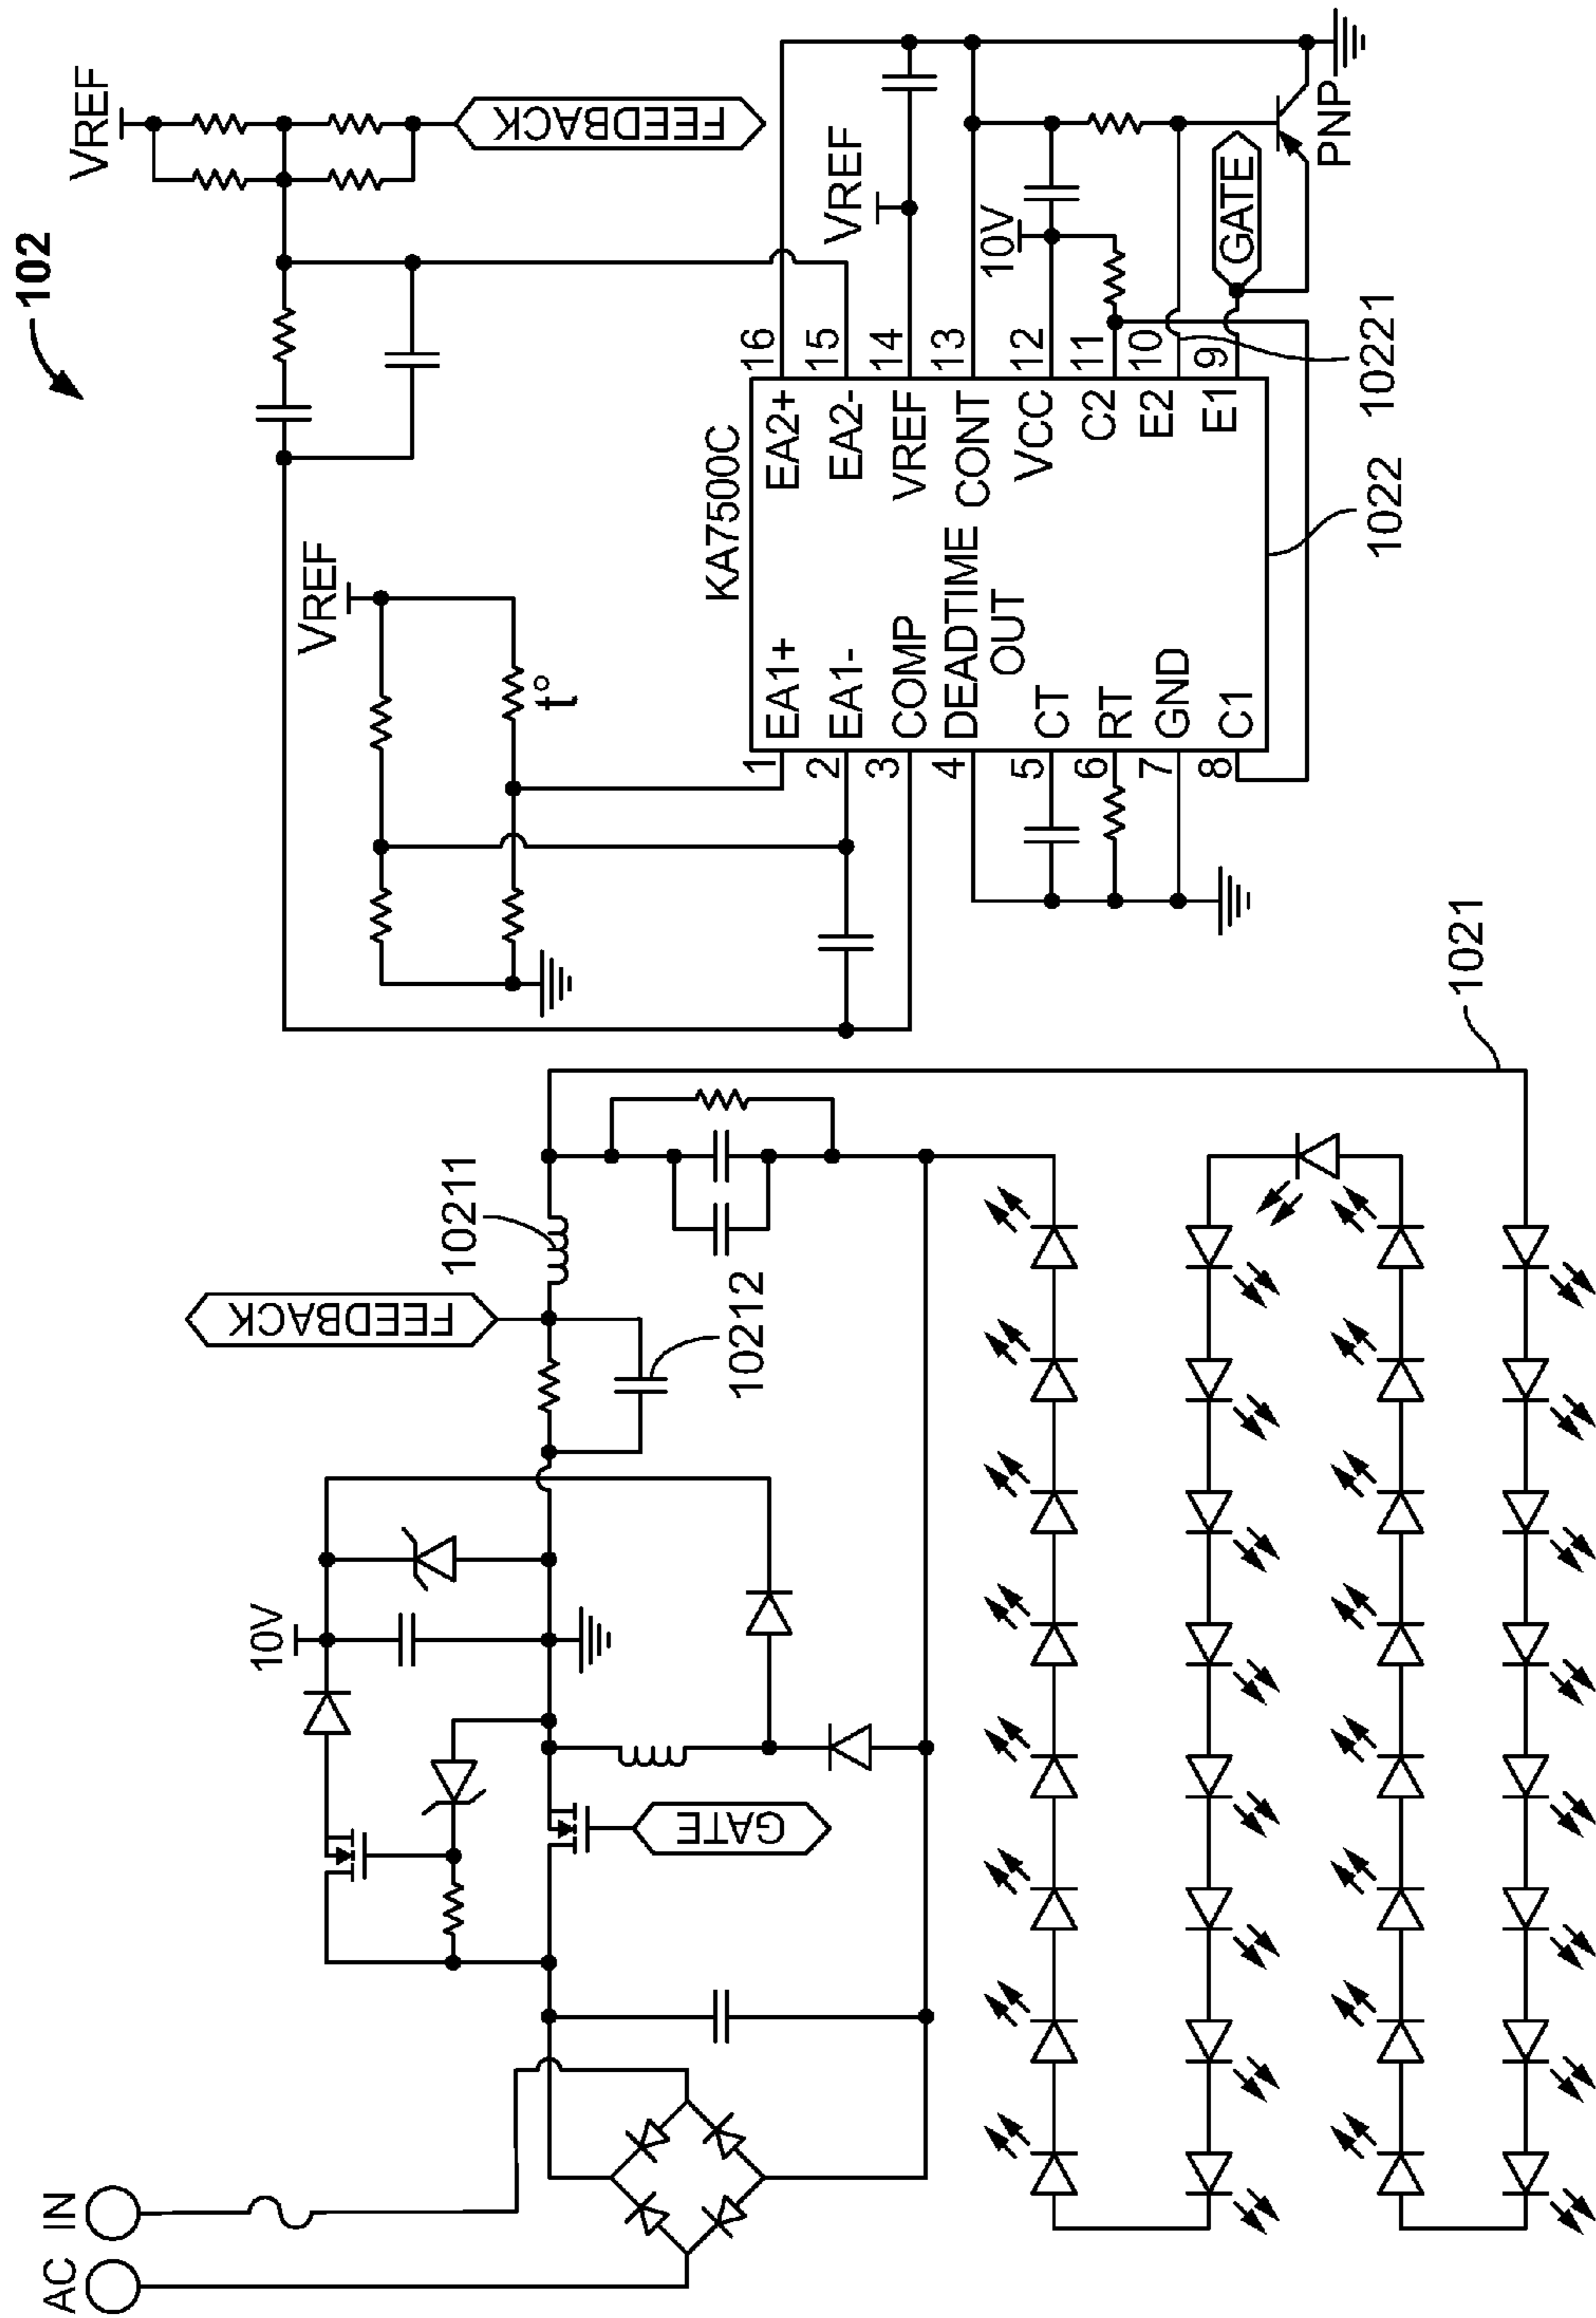 102
VREF
FEEDBACK
VREF
KA7500C
1 EA1+
2 EA1-
3 COMP
4 DEADTIME
OUT
5 CT
6 RT
7 GND
8 C1
EA2+ 16
EA2- 15
VREF 14
CONT 13
VCC 12
C2 11
E2 10
E1 9
VREF
10V
GATE
PNP
10221
1022
AC IN
10V
GATE
FEEDBACK
10211
10212
1021
t°